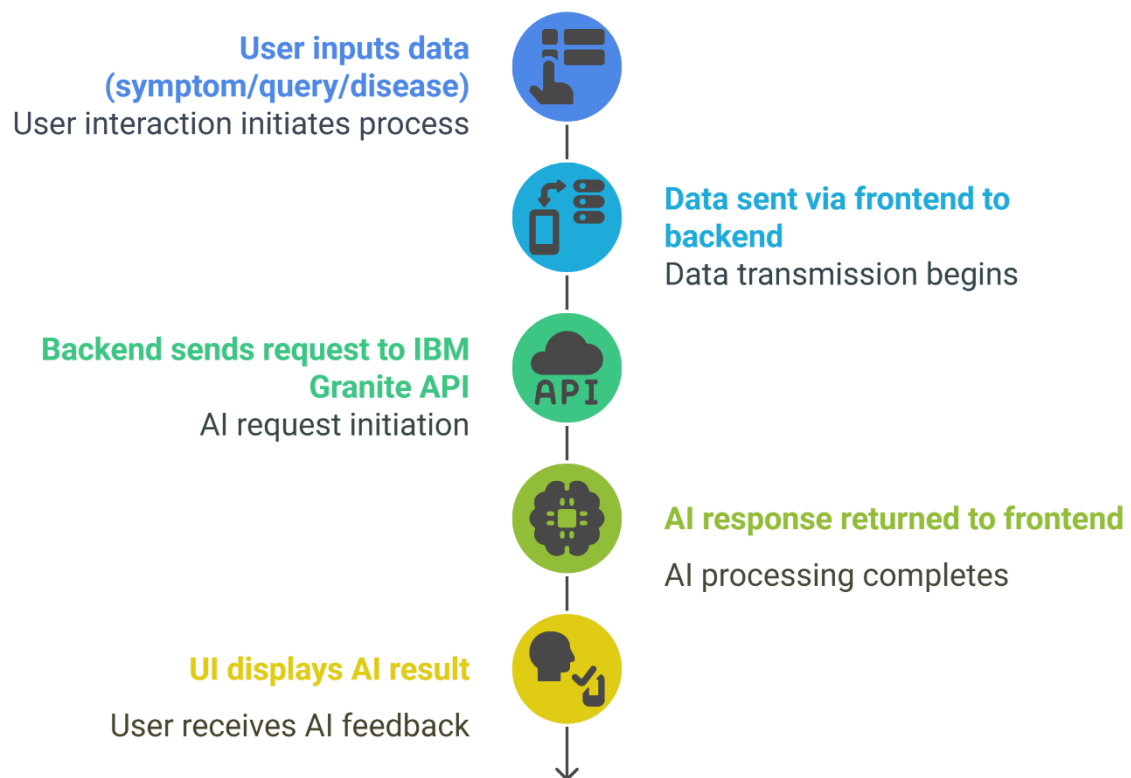 User inputs data
(symptom/query/disease)
User interaction initiates process
Data sent via frontend to
backend
Data transmission begins
Backend sends request to IBM
Granite API
AI request initiation
API
AI response returned to frontend
AI processing completes
UI displays AI result
User receives AI feedback